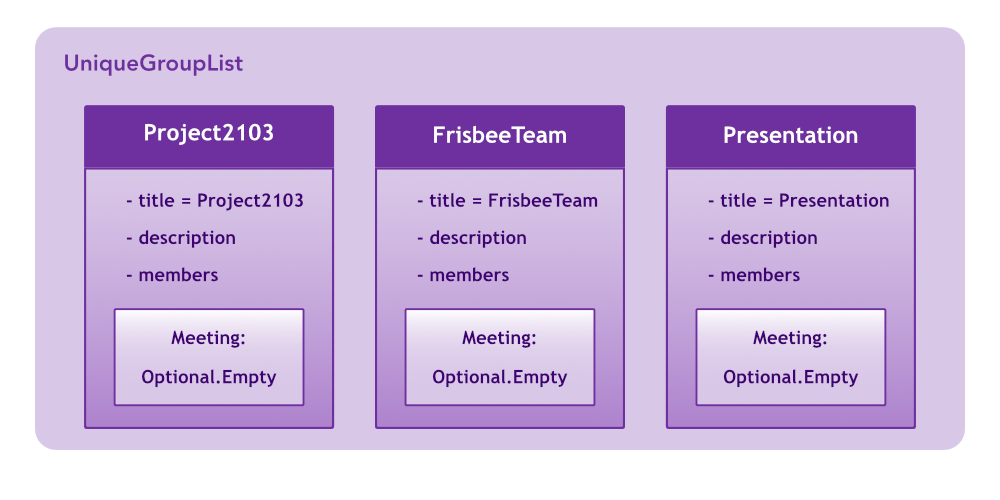 UniqueGroupList
Project2103
- title = Project2103
- description
- members
Meeting:
Optional.Empty
FrisbeeTeam
- title = FrisbeeTeam
- description
- members
Meeting:
Optional.Empty
Presentation
- title = Presentation
- description
- members
Meeting:
Optional.Empty